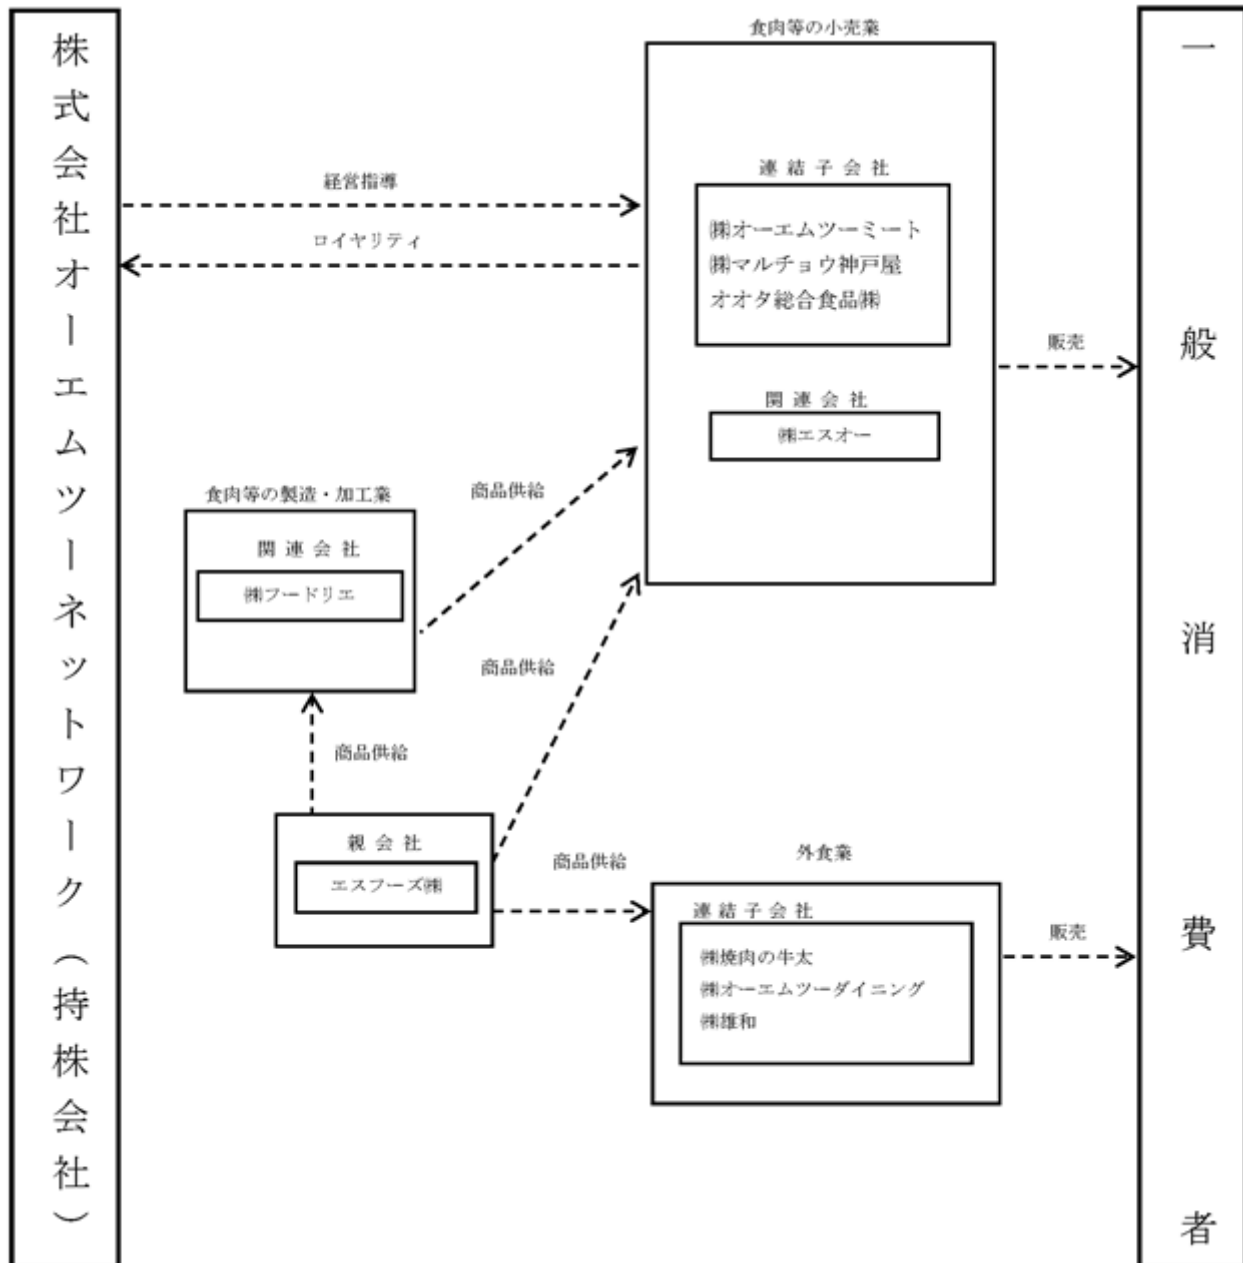 株式会社オーエムツーネットワーク（持株会社）
食肉等の小売業
連結子会社
㈱オーエムツーミート
㈱マルチョウ神戸屋
オオタ総合食品㈱
関連会社
㈱エスオー
経営指導
ロイヤリティ
販売
食肉等の製造・加工業
関連会社
㈱フードリエ
商品供給
商品供給
商品供給
親会社
エスフーズ㈱
商品供給
外食業
連結子会社
㈱焼肉の牛太
㈱オーエムツーダイニング
㈱雄和
販売
一般消費者